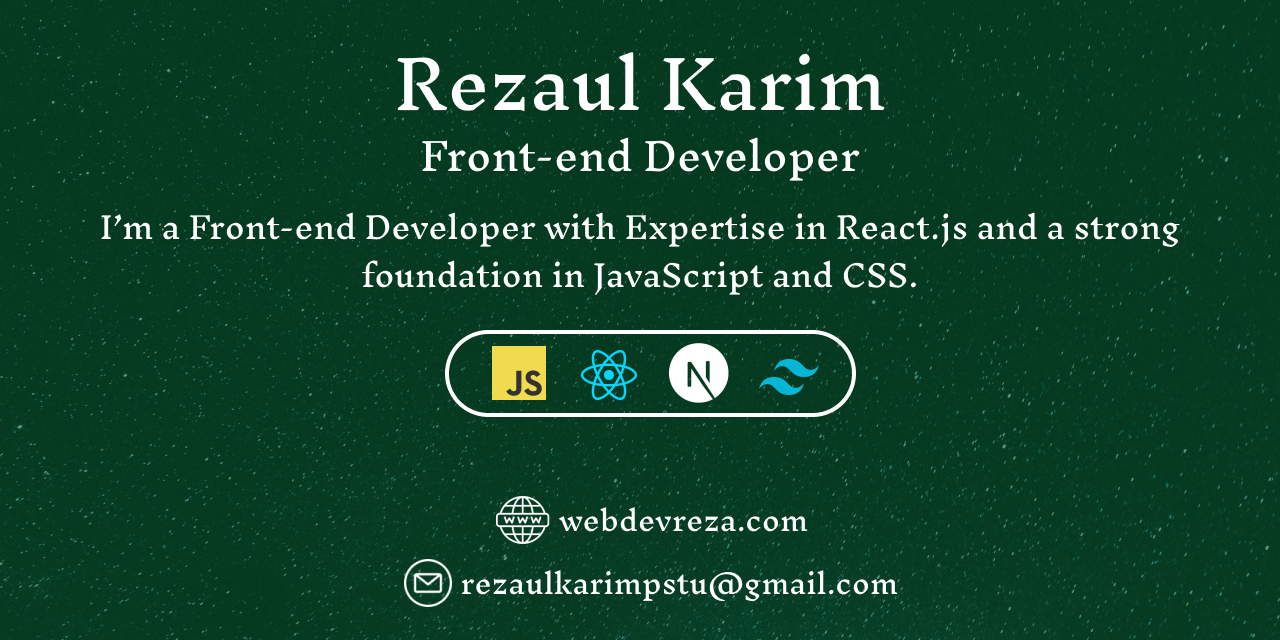 Rezaul Karim
Front-end Developer
I’m a Front-end Developer with Expertise in React.js and a strong
foundation in JavaScript and CSS.
JS N
www webdevreza.com
rezaulkarimpstu@gmail.com